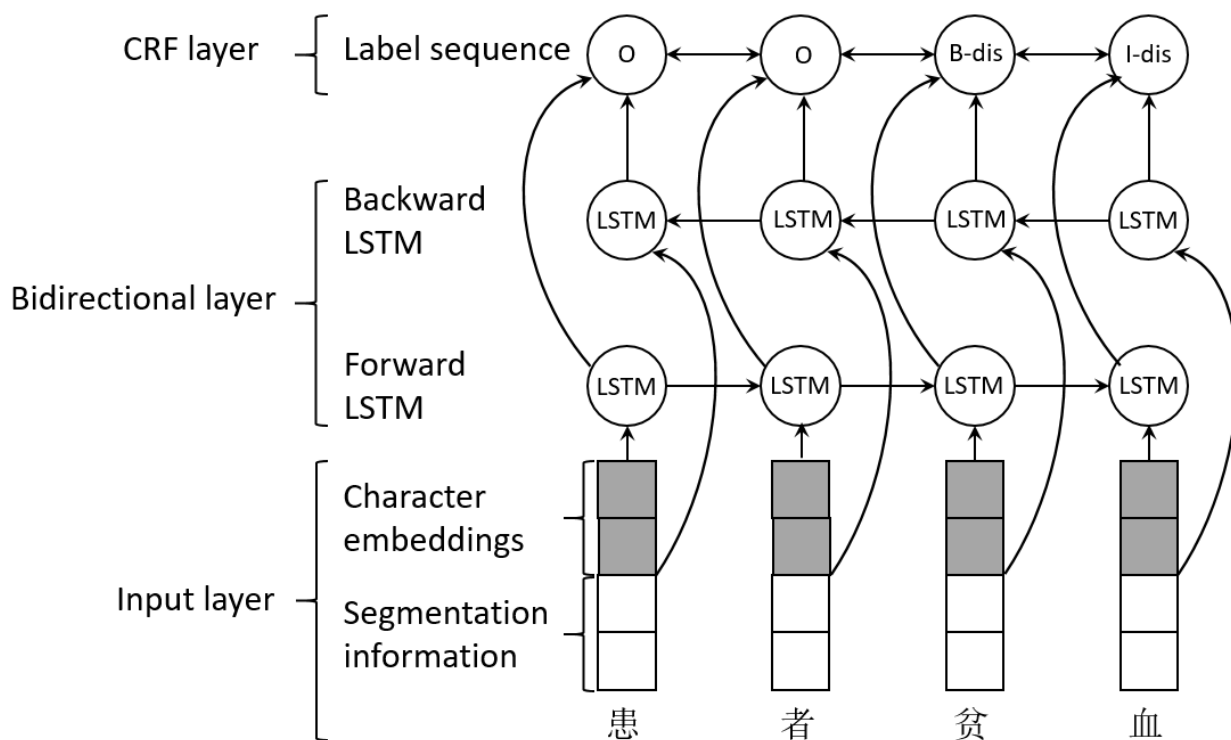 CRF layer
Label sequence
O
O
B-dis
I-dis
Backward
LSTM
LSTM
LSTM
LSTM
LSTM
Bidirectional layer
Forward
LSTM
LSTM
LSTM
LSTM
LSTM
Input layer
Character
embeddings
Segmentation
information
患
者
贫
血